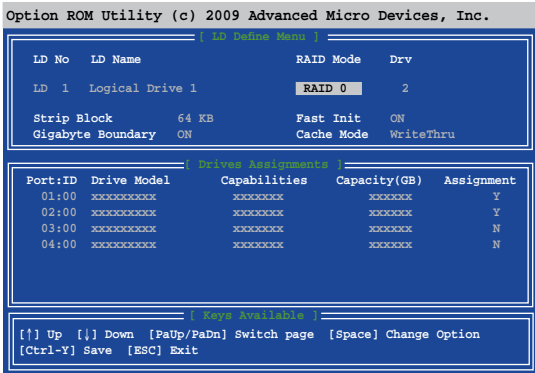 Option ROM Utility (c) 2009 Advanced Micro Devices, Inc.
[ LD Define Menu ]
LD No LD Name RAID Mode Drv
LD 1 Logical Drive 1 RAID 0 2
Strip Block 64 KB Fast Init ON
Gigabyte Boundary ON Cache Mode WriteThru
[ Drives Assignments ]
Port:ID Drive Model Capabilities Capacity(GB) Assignment
01:00 xxxxxxxxx xxxxxxx xxxxxx Y
02:00 xxxxxxxxx xxxxxxx xxxxxx Y
03:00 xxxxxxxxx xxxxxxx xxxxxx N
04:00 xxxxxxxxx xxxxxxx xxxxxx N
[ Keys Available ]
[↑] Up [↓] Down [PaUp/PaDn] Switch page [Space] Change Option
[Ctrl-Y] Save [ESC] Exit